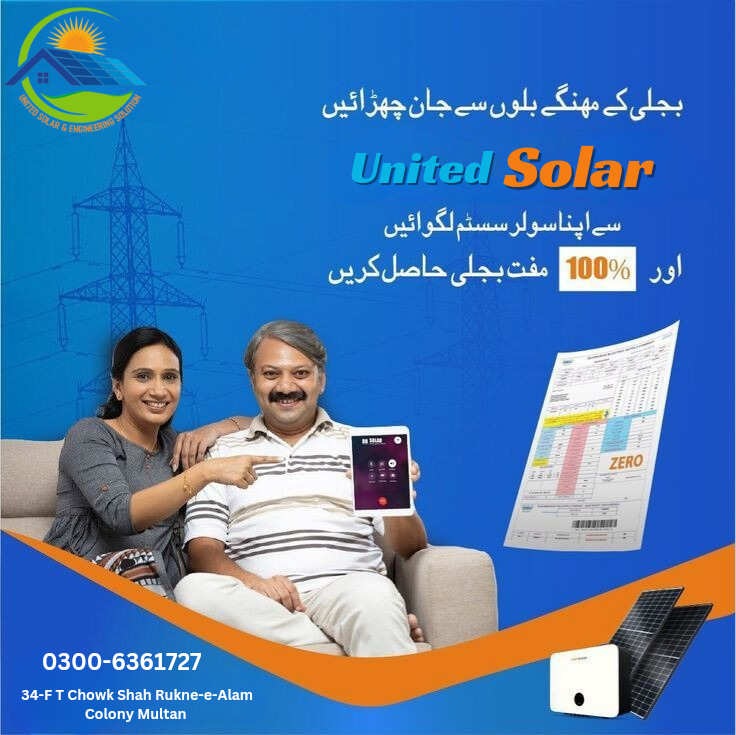 UNITED SOLAR & ENGINEERING SOLUTION
بجلی کے مہنگے بلوں سے جان چھڑائیں
United Solar
سے اپنا سولر سسٹم لگوائیں
اور 100% مفت بجلی حاصل کریں
SOLAR
ZERO
0300-6361727
34-F T Chowk Shah Rukne-e-Alam
Colony Multan